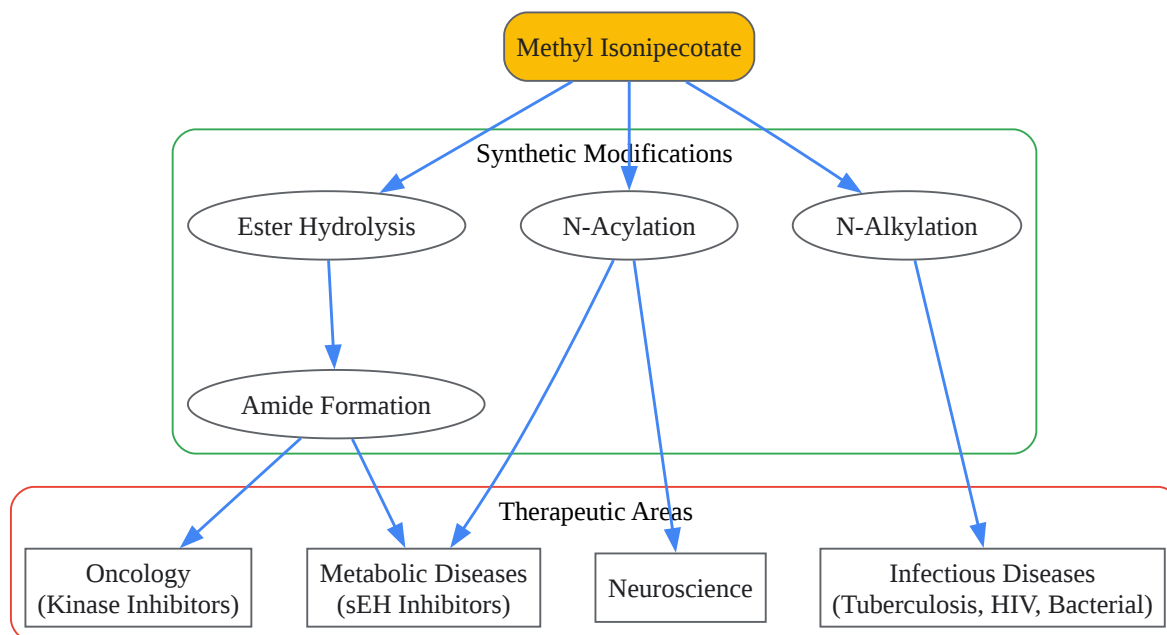 Methyl Isonipecotate
Synthetic Modifications
Ester Hydrolysis
N-Acylation
N-Alkylation
Amide Formation
Therapeutic Areas
Oncology
(Kinase Inhibitors)
Metabolic Diseases
(sEH Inhibitors)
Neuroscience
Infectious Diseases
(Tuberculosis, HIV, Bacterial)